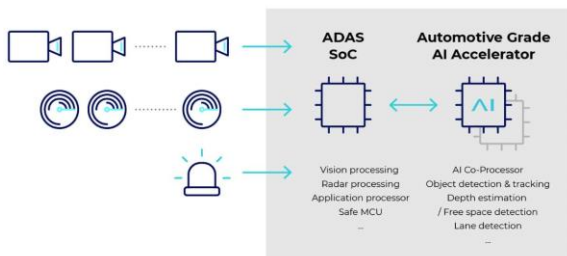 ADAS
SoC
Automotive Grade
AI Accelerator
AI
Vision processing
Radar processing
Application processor
Safe MCU
...
AI Co-Processor
Object detection & tracking
Depth estimation
/ Free space detection
Lane detection
...